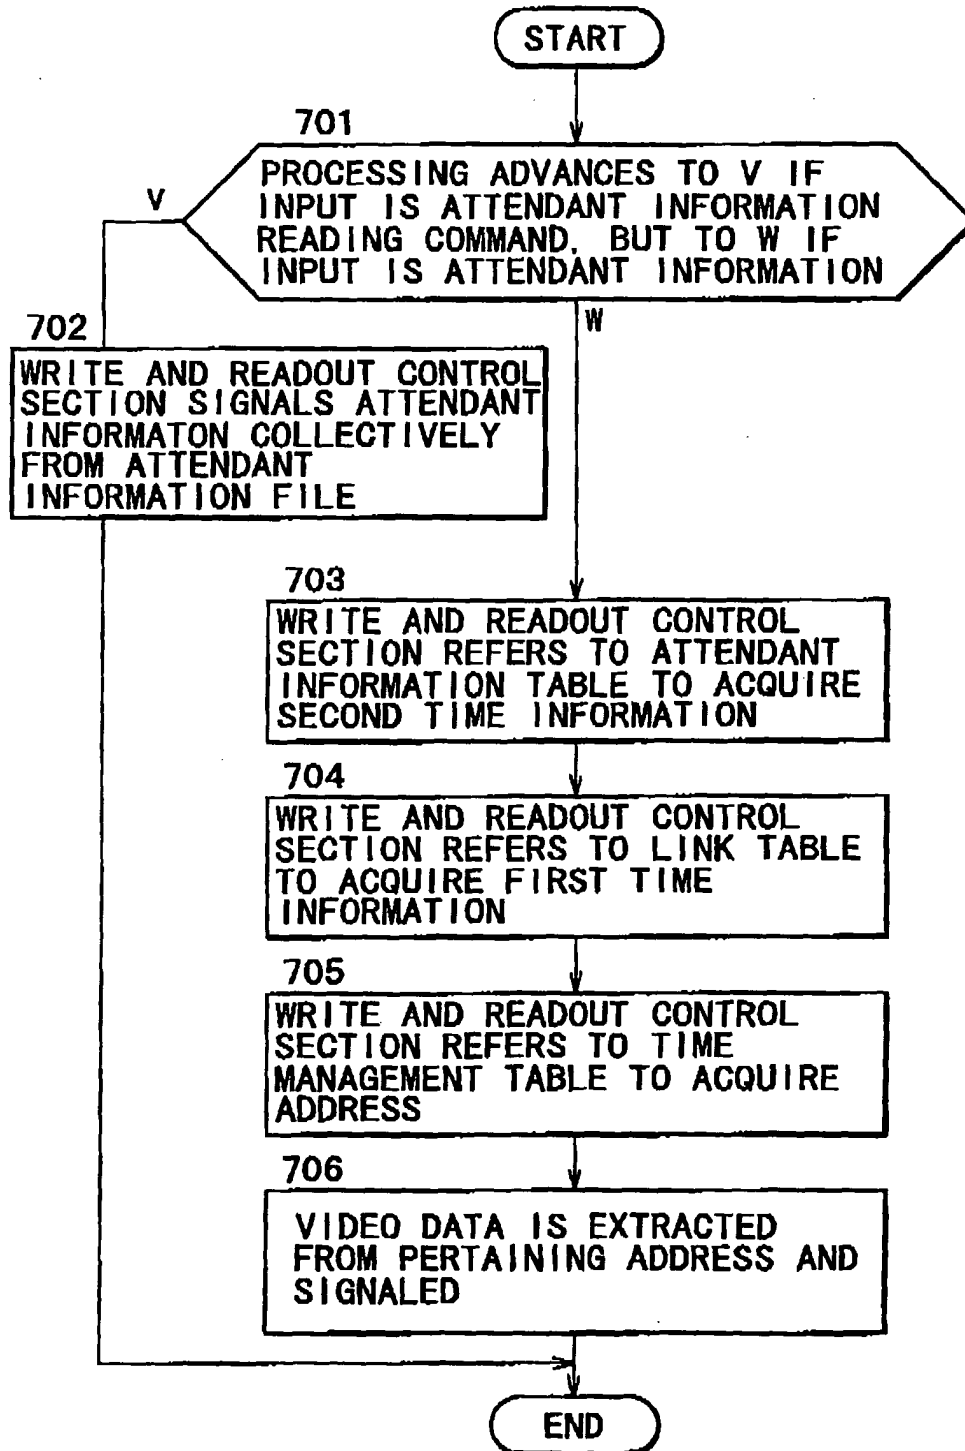 START
701
PROCESSING ADVANCES TO V IF
INPUT IS ATTENDANT INFORMATION
READING COMMAND, BUT TO W IF
INPUT IS ATTENDANT INFORMATION
V
W
702
WRITE AND READOUT CONTROL
SECTION SIGNALS ATTENDANT
INFORMATON COLLECTIVELY
FROM ATTENDANT
INFORMATION FILE
703
WRITE AND READOUT CONTROL
SECTION REFERS TO ATTENDANT
INFORMATION TABLE TO ACQUIRE
SECOND TIME INFORMATION
704
WRITE AND READOUT CONTROL
SECTION REFERS TO LINK TABLE
TO ACQUIRE FIRST TIME
INFORMATION
705
WRITE AND READOUT CONTROL
SECTION REFERS TO TIME
MANAGEMENT TABLE TO ACQUIRE
ADDRESS
706
VIDEO DATA IS EXTRACTED
FROM PERTAINING ADDRESS AND
SIGNALED
END